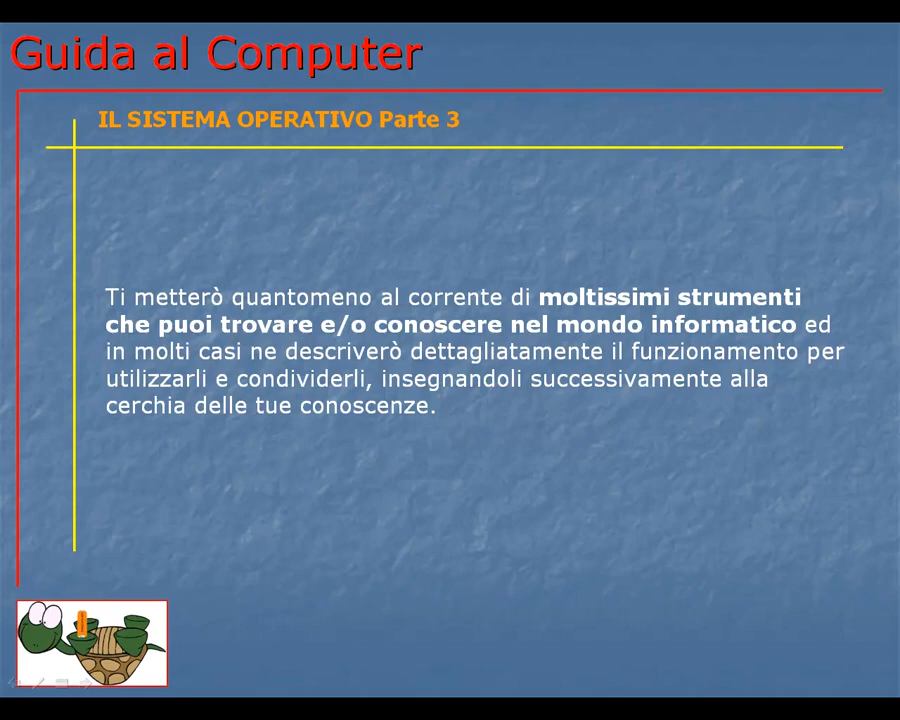 Guida al Computer
IL SISTEMA OPERATIVO Parte 3
Ti metterò quantomeno al corrente di moltissimi strumenti
che puoi trovare e/o conoscere nel mondo informatico ed
in molti casi ne descriverò dettagliatamente il funzionamento per
utilizzarli e condividerli, insegnandoli successivamente alla
cerchia delle tue conoscenze.